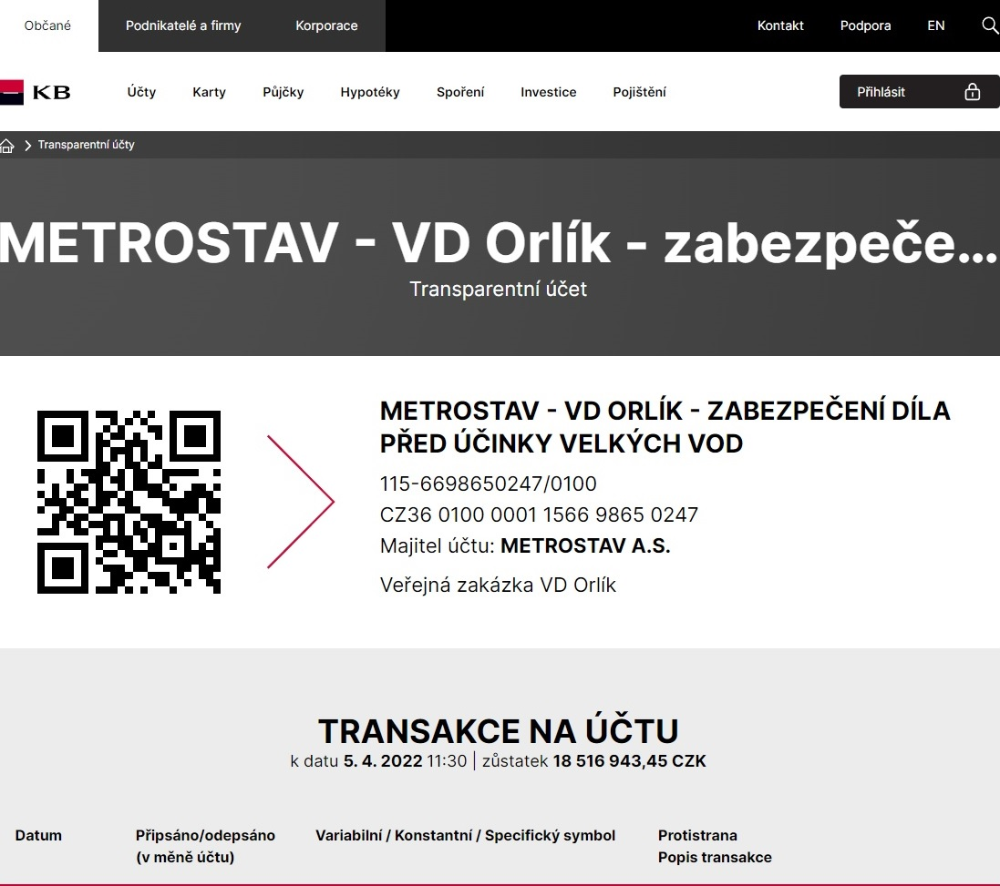 Občané Podnikatelé a firmy Korporace Kontakt Podpora EN
KB Účty Karty Půjčky Hypotéky Spoření Investice Pojištění Přihlásit
Transparentní účty
METROSTAV - VD Orlík - zabezpeče...
Transparentní účet
METROSTAV - VD ORLÍK - ZABEZPEČENÍ DÍLA
PŘED ÚČINKY VELKÝCH VOD
115-6698650247/0100
CZ36 0100 0001 1566 9865 0247
Majitel účtu: METROSTAV A.S.
Veřejná zakázka VD Orlík
TRANSAKCE NA ÚČTU
k datu 5. 4. 2022 11:30 | zůstatek 18 516 943,45 CZK
Datum Připsáno/odepsáno Variabilní / Konstantní / Specifický symbol Protistrana
(v měně účtu) Popis transakce